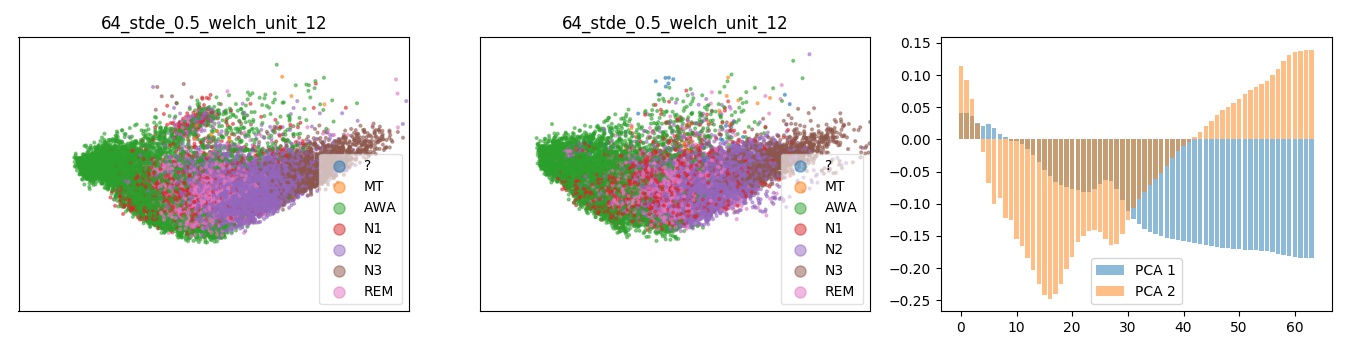 64_stde_0.5_welch_unit_12
?
MT
AWA
N1
N2
N3
REM
64_stde_0.5_welch_unit_12
?
MT
AWA
N1
N2
N3
REM
0.15
0.10
0.05
0.00
−0.05
−0.10
−0.15
−0.20
−0.25
PCA 1
PCA 2
0 10 20 30 40 50 60